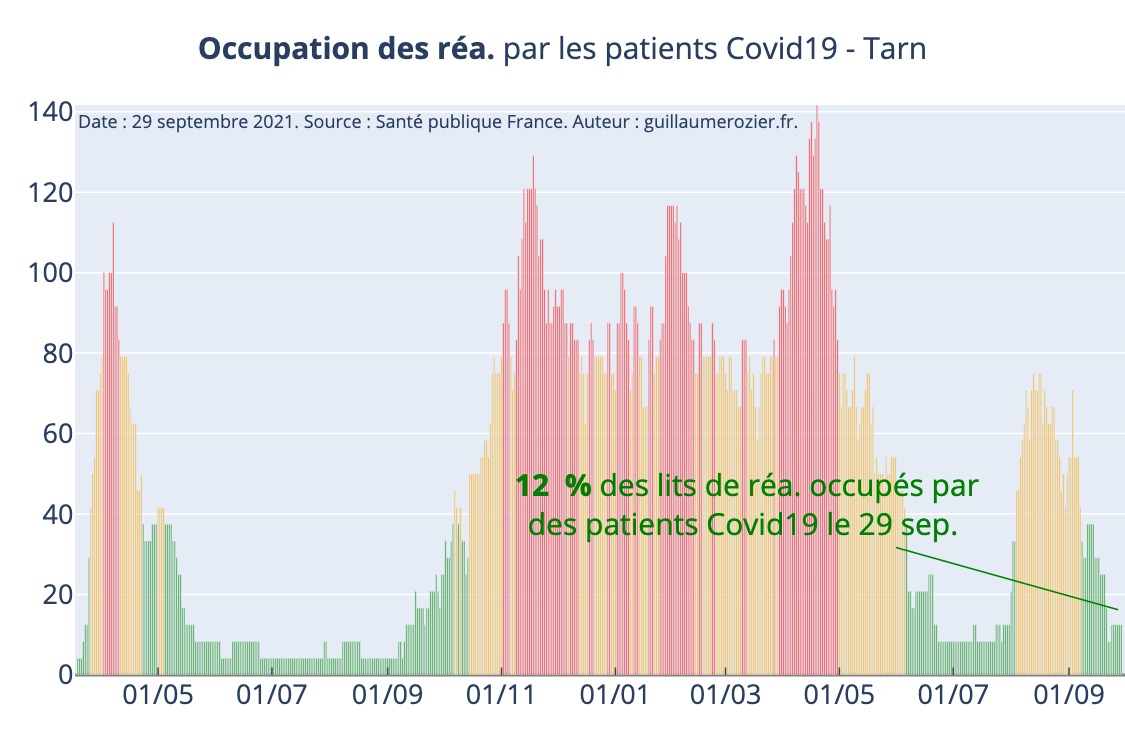 Occupation des réa. par les patients Covid19 - Tarn
140
Date : 29 septembre 2021. Source : Santé publique France. Auteur : guillaumerozier.fr.
120
100
80
60
12 % des lits de réa. occupés par
des patients Covid19 le 29 sep.
40
20
0
01/05 01/07 01/09 01/11 01/01 01/03 01/05 01/07 01/09